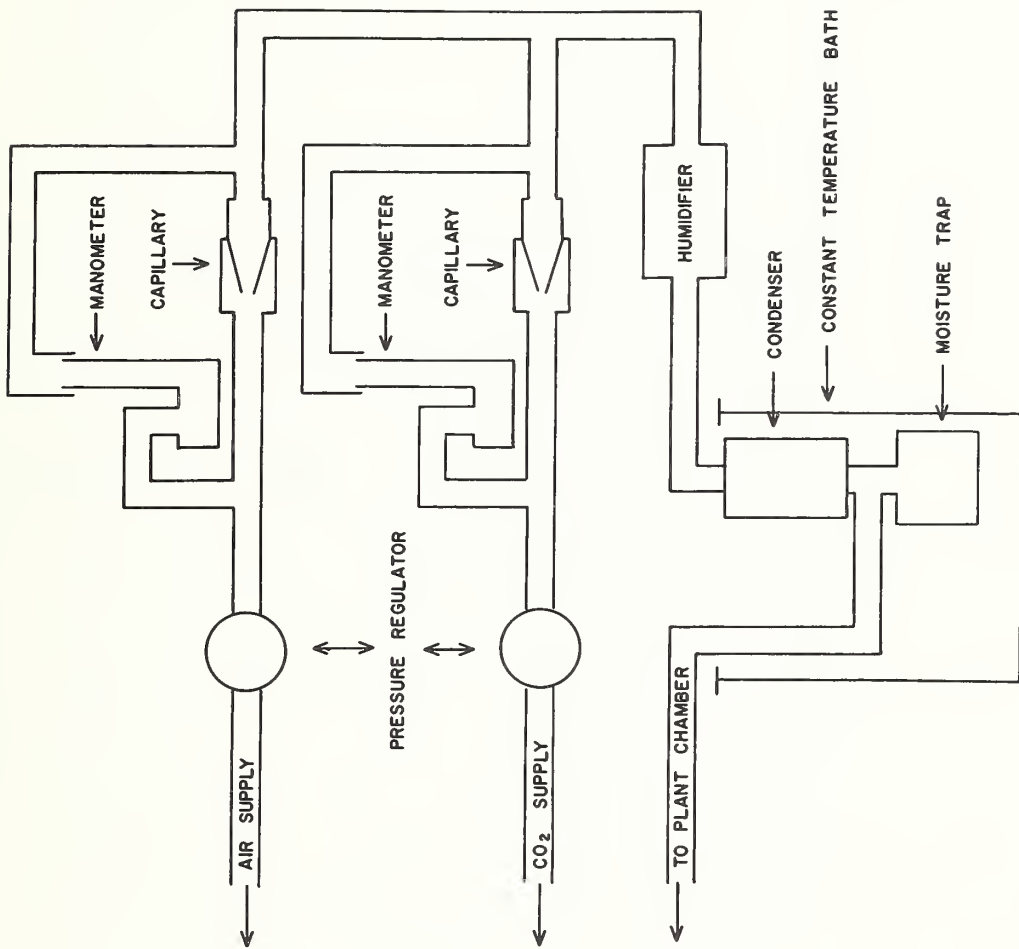 MANOMETER
CAPILLARY
MANOMETER
CAPILLARY
PRESSURE REGULATOR
AIR SUPPLY
CO₂ SUPPLY
HUMIDIFIER
CONDENSER
CONSTANT TEMPERATURE BATH
MOISTURE TRAP
TO PLANT CHAMBER